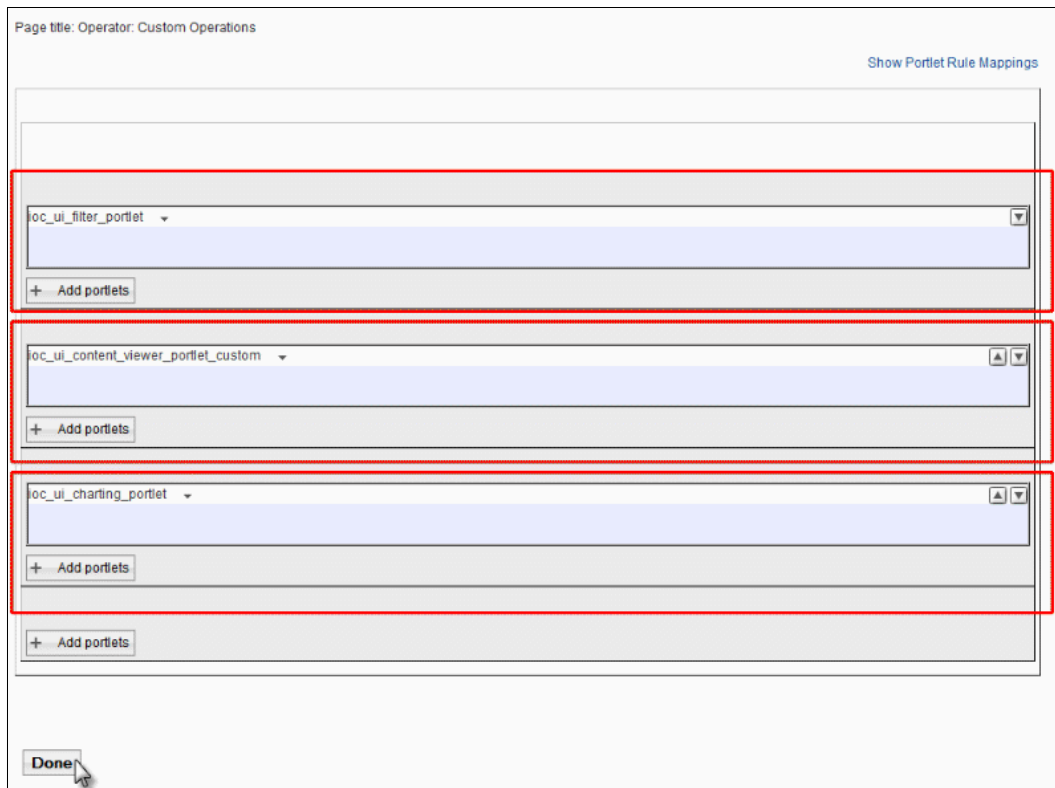 Page title: Operator: Custom Operations
Show Portlet Rule Mappings
ioc_ui_filter_portlet
+ Add portlets
ioc_ui_content_viewer_portlet_custom
+ Add portlets
ioc_ui_charting_portlet
+ Add portlets
+ Add portlets
Done